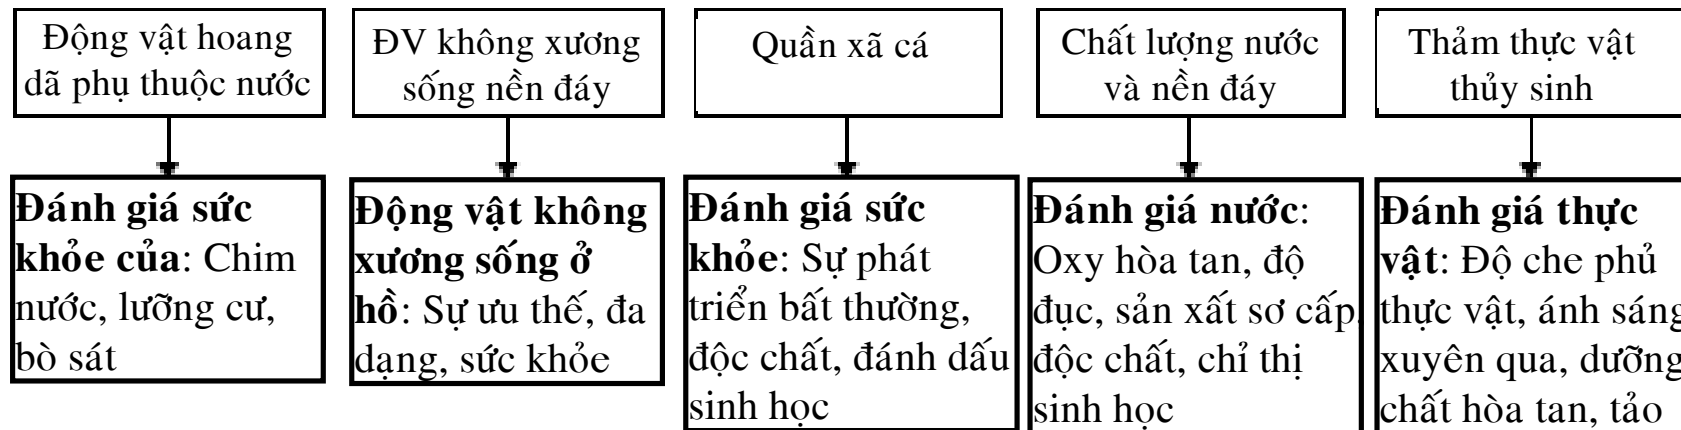 Động vật hoang
dã phụ thuộc nước
ĐV không xương
sống nền đáy
Quần xã cá
Chất lượng nước
và nền đáy
Thảm thực vật
thủy sinh
Đánh giá sức
khỏe của: Chim
nước, lưỡng cư,
bò sát
Động vật không
xương sống ở
hồ: Sự ưu thế, đa
dạng, sức khỏe
Đánh giá sức
khỏe: Sự phát
triển bất thường,
độc chất, đánh dấu
sinh học
Đánh giá nước:
Oxy hòa tan, độ
đục, sản xất sơ cấp,
độc chất, chỉ thị
sinh học
Đánh giá thực
vật: Độ che phủ
thực vật, ánh sáng
xuyên qua, dưỡng
chất hòa tan, tảo